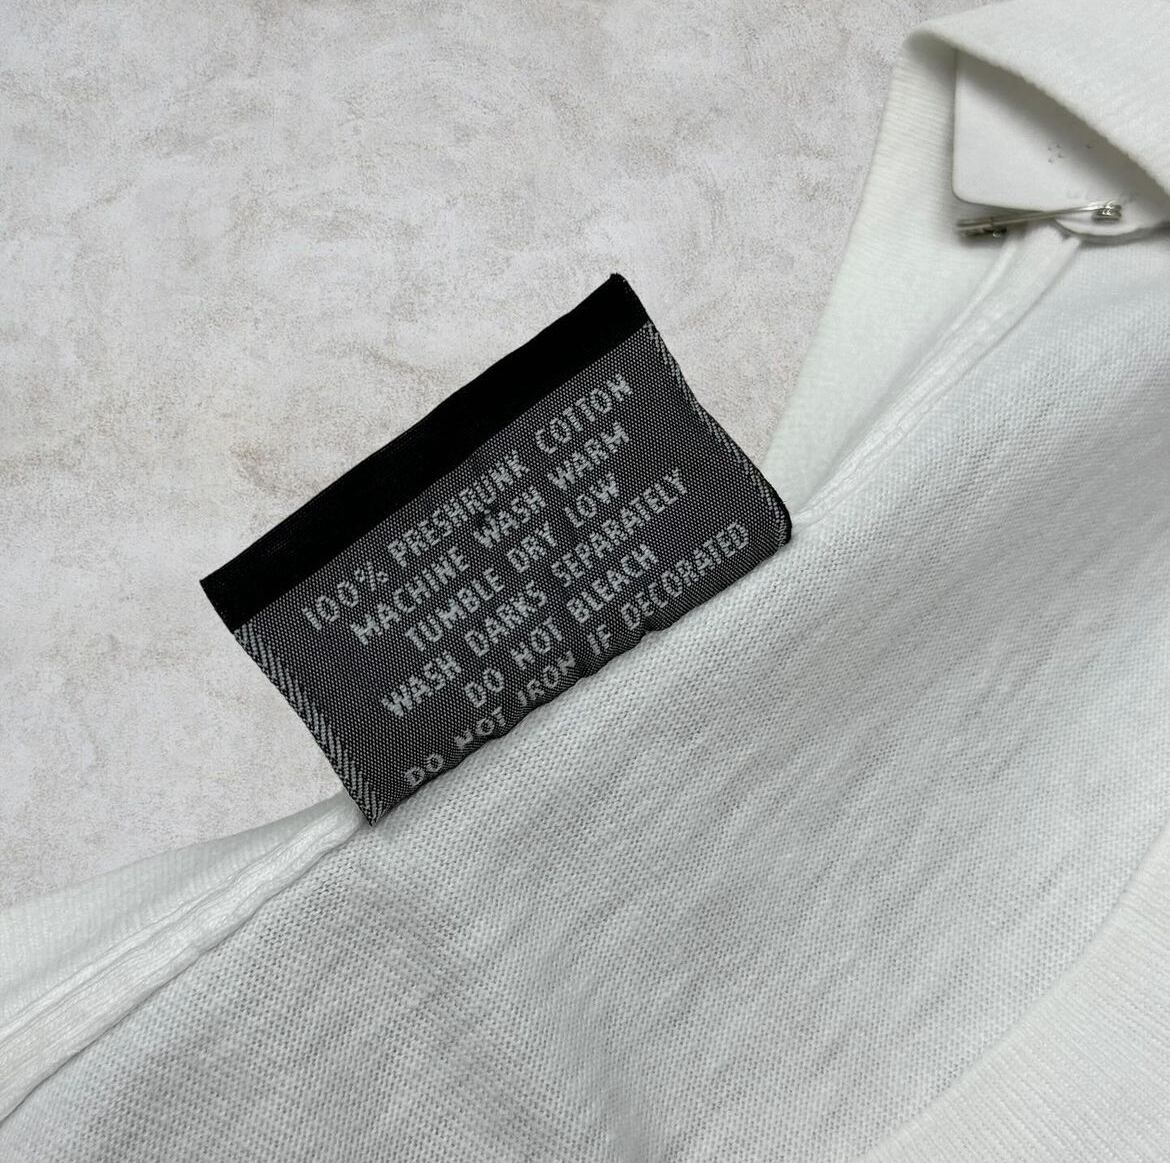 100% PRESHRUNK COTTON
MACHINE WASH WARM
TUMBLE DRY LOW
WASH DARKS SEPARATELY
DO NOT BLEACH
DO NOT IRON IF DECORATED